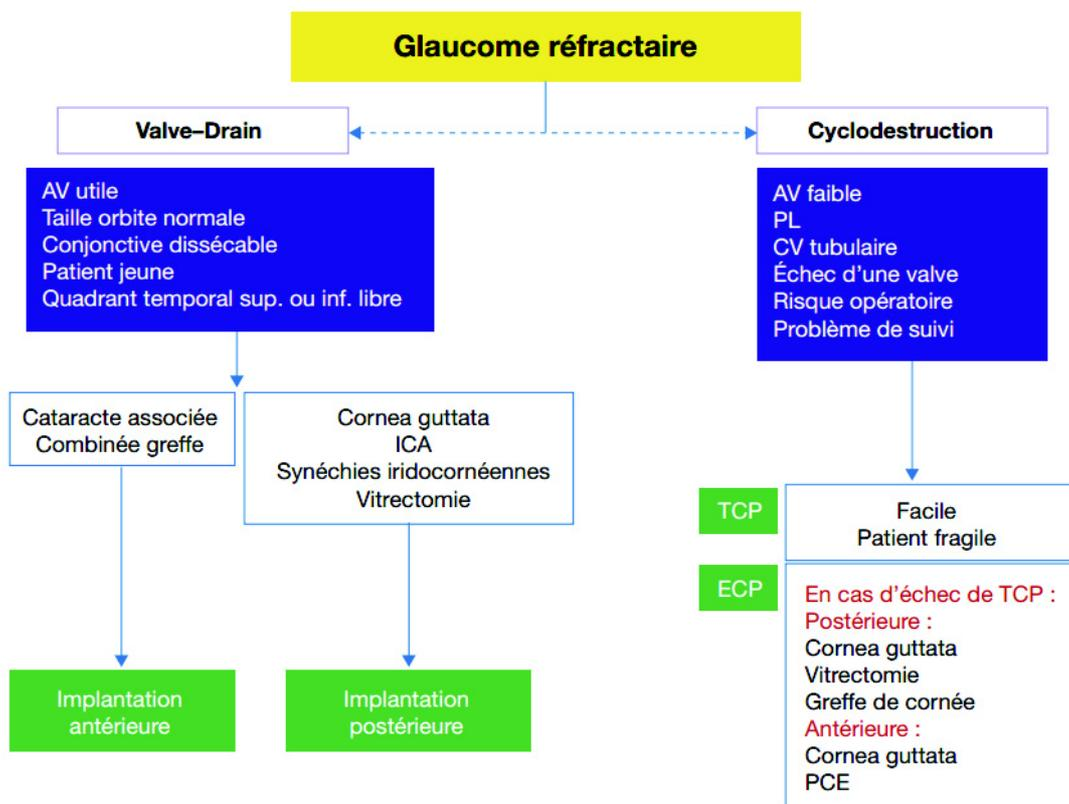 Glaucome réfractaire
Valve–Drain
Cyclodestruction
AV utile
Taille orbite normale
Conjonctive dissécable
Patient jeune
Quadrant temporal sup. ou inf. libre
AV faible
PL
CV tubulaire
Échec d’une valve
Risque opératoire
Problème de suivi
Cataracte associée
Combinée greffe
Cornea guttata
ICA
Synéchies iridocornéennes
Vitrectomie
TCP
Facile
Patient fragile
ECP
En cas d’échec de TCP :
Postérieure :
Cornea guttata
Vitrectomie
Greffe de cornée
Antérieure :
Cornea guttata
PCE
Implantation
antérieure
Implantation
postérieure